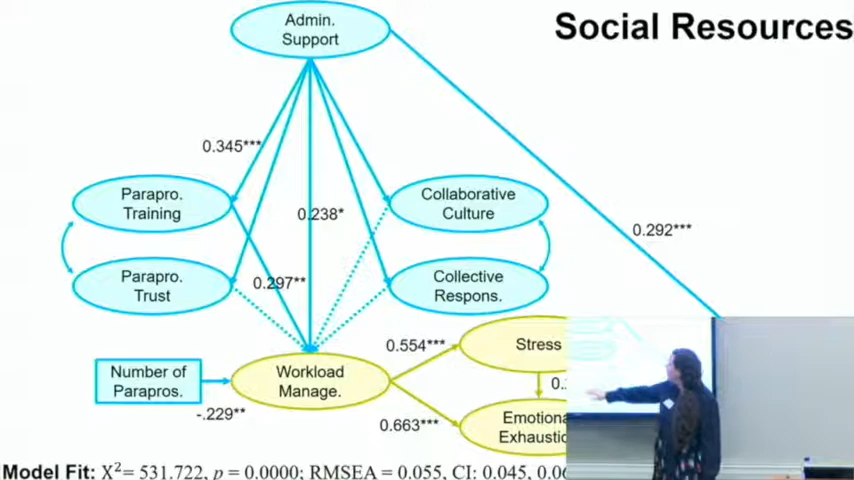 Social Resources
Admin.
Support
0.345***
Parapro.
Training
0.238*
Collaborative
Culture
0.292***
Parapro.
Trust
0.297**
Collective
Respons.
Number of
Parapros.
-.229**
Workload
Manage.
0.554***
Stress
0.663***
Model Fit: X²= 531.722, p = 0.0000; RMSEA = 0.055, CI: 0.045,